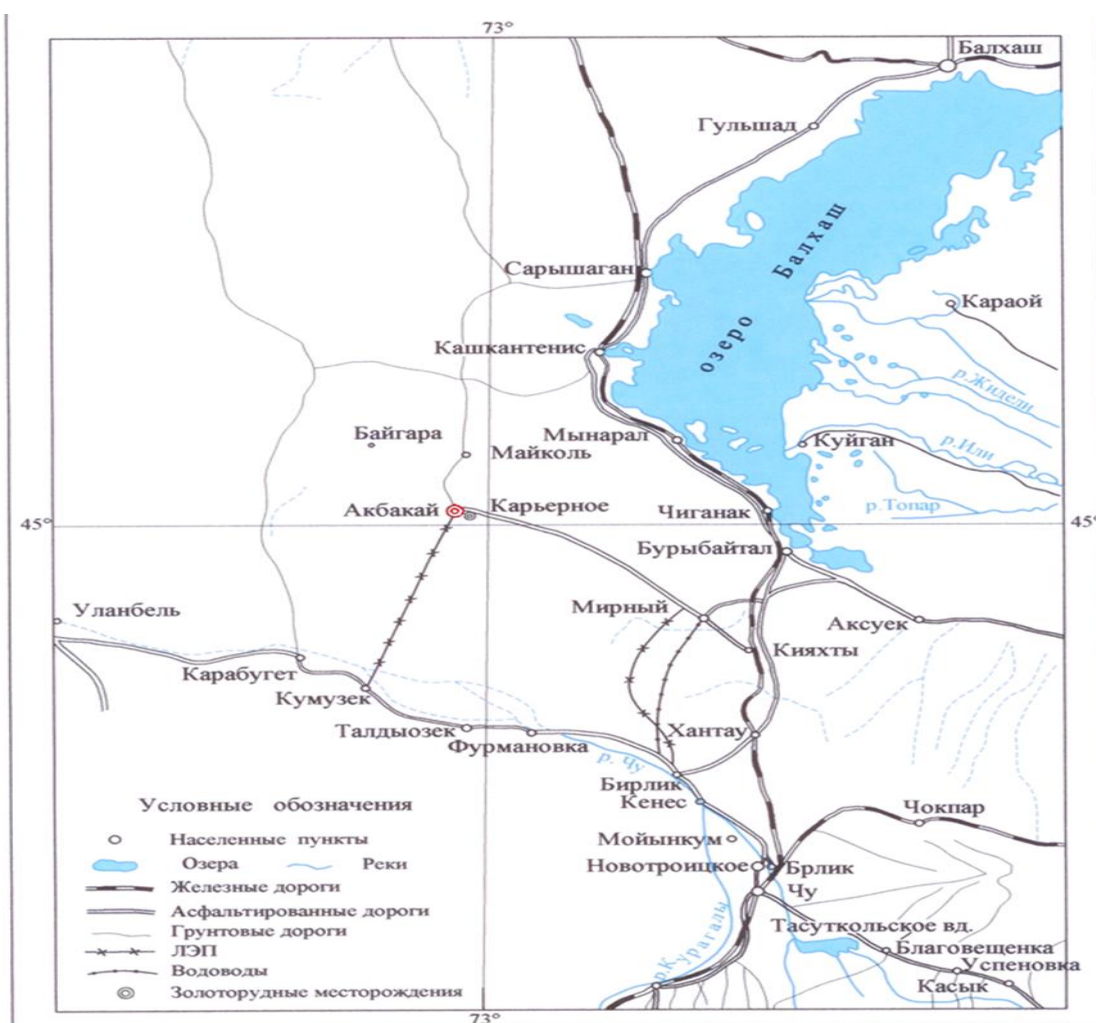 73°
Балхаш
Гульшад
озеро Балхаш
Сарышаган
Караой
Кашкантенис
р.Жидели
Байгара
Майколь
Мынарал
Куйган
р.Или
Акбакай
Карьерное
Чиганак
р.Топар
45°
45°
Бурыбайтал
Уланбель
Мирный
Аксуек
Кияхты
Карабугет
Кумузек
Талдыозек
Фурмановка
Хантау
р. Чу
Бирлик
Кенес
Чокпар
Мойынкум
Новотроицкое
Брлик
Чу
Тасуткольское вд.
р.Курагалы
Благовещенка
Успеновка
Касык
Условные обозначения
Населенные пункты
Озера
Реки
Железные дороги
Асфальтированные дороги
Грунтовые дороги
ЛЭП
Водоводы
Золоторудные месторождения
73°